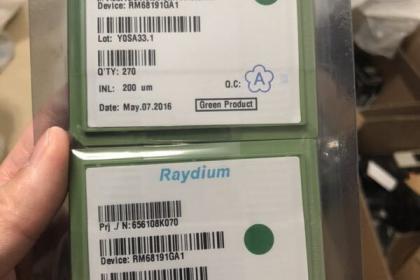 Device: RM68191GA1
Lot: Y0SA33.1
Q'TY: 270
INL: 200 um
Q.C:
A
Date: May.07.2016
Green Product
Raydium
Prj ./ N:656108K070
Device: RM68191GA1